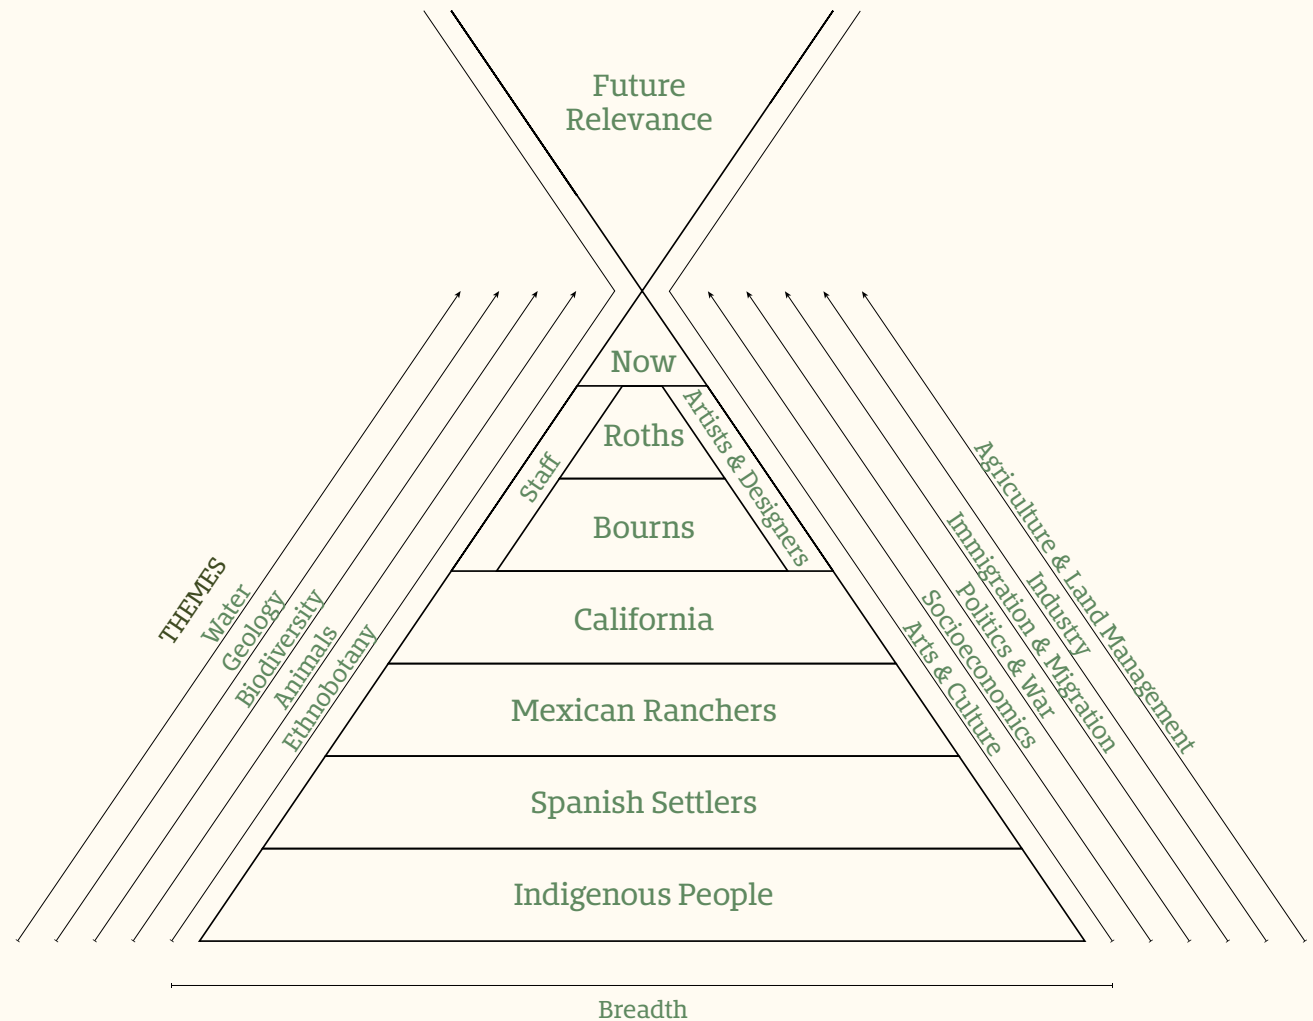 Future
Relevance
Now
Roths
Staff
Artists & Designers
Bourns
California
Mexican Ranchers
Spanish Settlers
Indigenous People
THEMES
Water
Geology
Biodiversity
Animals
Ethnobotany
Arts & Culture
Socioeconomics
Politics & War
Immigration & Migration
Industry
Agriculture & Land Management
Breadth